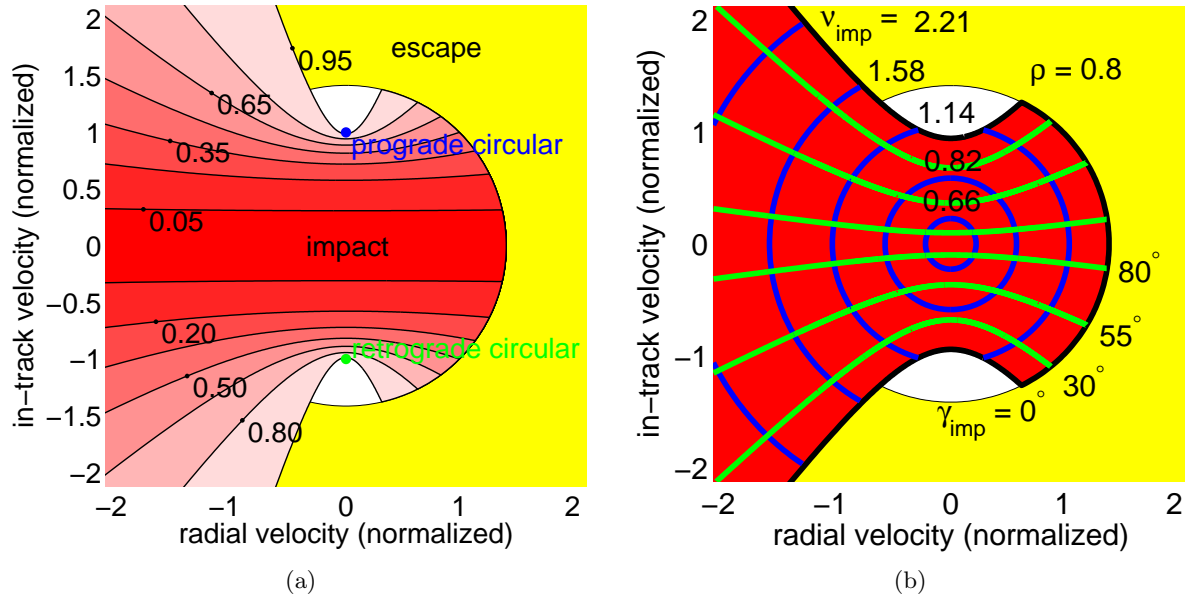 2
1.5
1
0.5
0
−0.5
−1
−1.5
−2
in−track velocity (normalized)
0.95
escape
0.65
prograde circular
0.35
0.05
impact
0.20
retrograde circular
0.50
0.80
−2 −1 0 1 2
radial velocity (normalized)
(a)
2
1
0
−1
−2
in−track velocity (normalized)
νimp = 2.21
1.58
ρ = 0.8
1.14
0.82
0.66
80°
55°
30°
γimp = 0°
−2 −1 0 1 2
radial velocity (normalized)
(b)